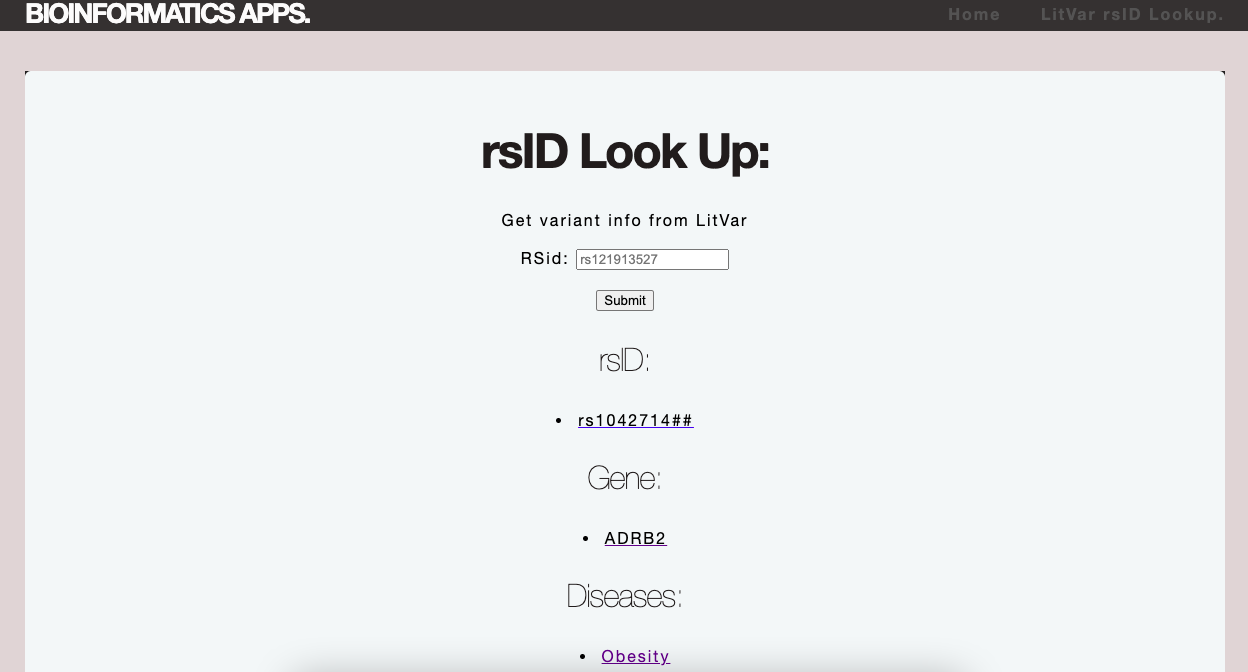 BIOINFORMATICS APPS.
Home LitVar rsID Lookup.
rsID Look Up:
Get variant info from LitVar
RSid: rs121913527
Submit
rsID:
• rs1042714##
Gene:
• ADRB2
Diseases:
• Obesity